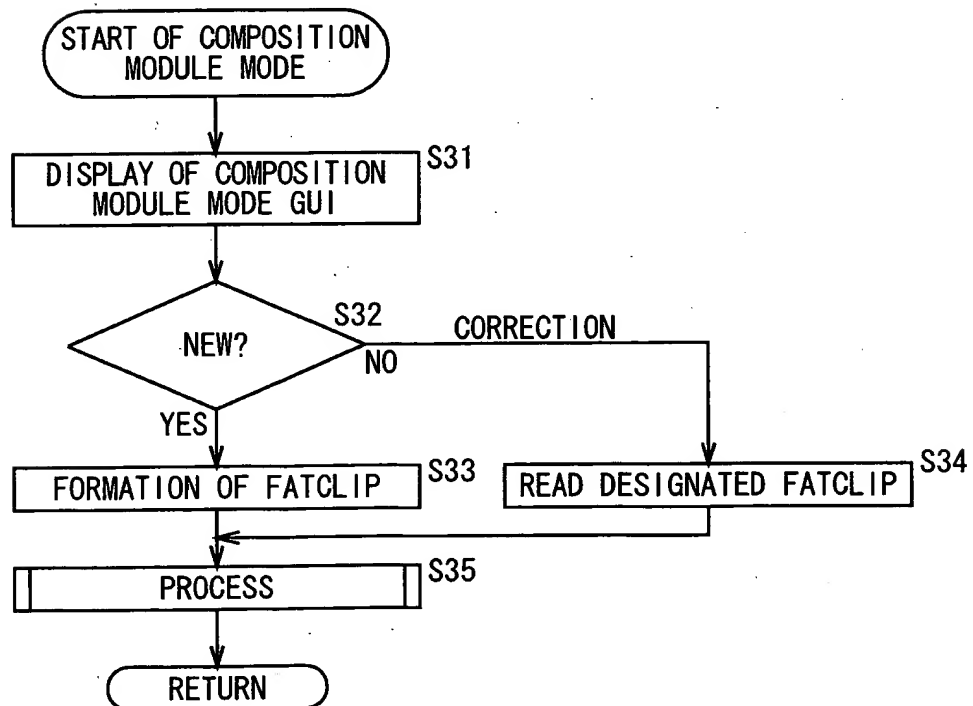 START OF COMPOSITION
MODULE MODE
S31
DISPLAY OF COMPOSITION
MODULE MODE GUI
S32
NEW?
CORRECTION
NO
YES
S33
FORMATION OF FATCLIP
S34
READ DESIGNATED FATCLIP
S35
PROCESS
RETURN